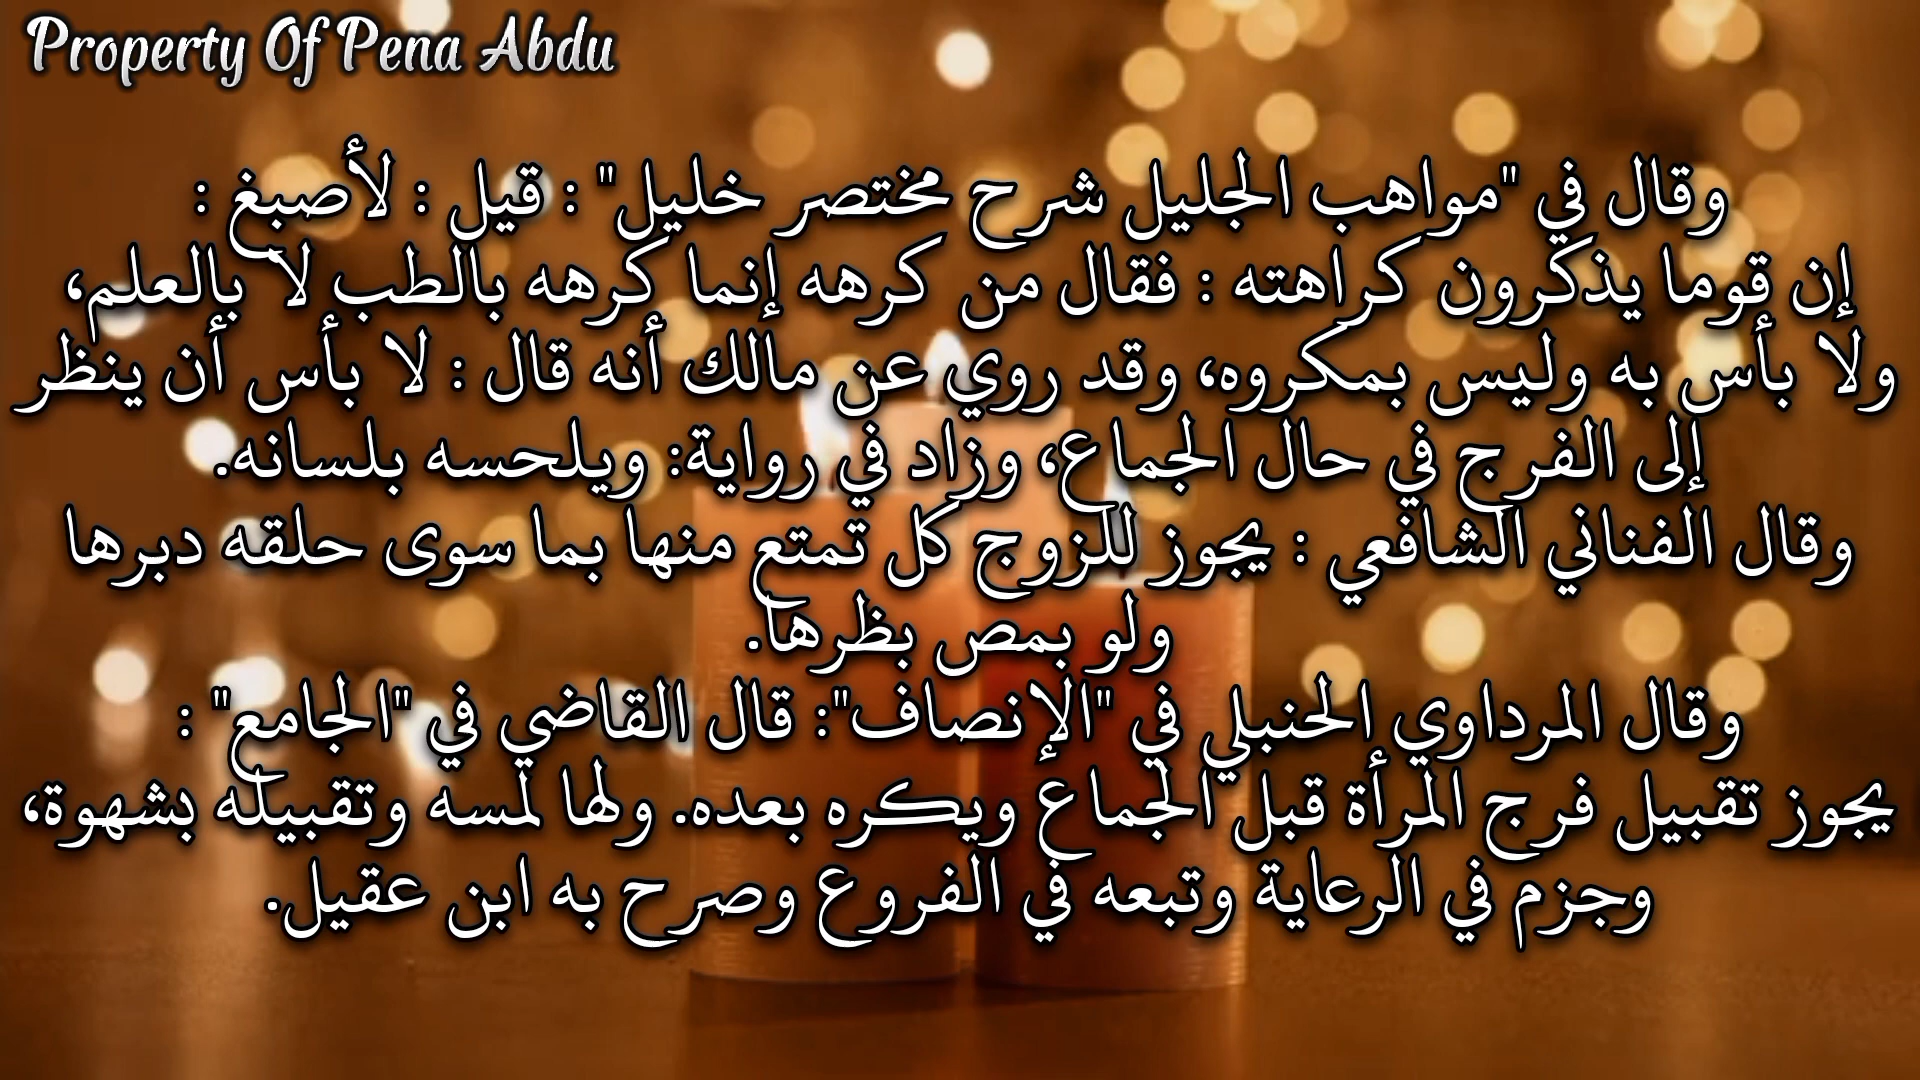 Property Of Pena Abdu
وقال في "مواهب الجليل شرح مختصر خليل" : قيل : لأصبغ :
إن قوما يذكرون كراهته : فقال من كرهه إنما كرهه بالطب لا بالعلم،
ولا بأس به وليس بمكروه، وقد روي عن مالك أنه قال : لا بأس أن ينظر
إلى الفرج في حال الجماع، وزاد في رواية: ويلحسه بلسانه.
وقال الفناني الشافعي : يجوز للزوج كل تمتع منها بما سوى حلقه دبرها
ولو بمص بظرها.
وقال المرداوي الحنبلي في "الإنصاف": قال القاضي في "الجامع" :
يجوز تقبيل فرج المرأة قبل الجماع ويكره بعده. ولها لمسه وتقبيله بشهوة،
وجزم في الرعاية وتبعه في الفروع وصرح به ابن عقيل.